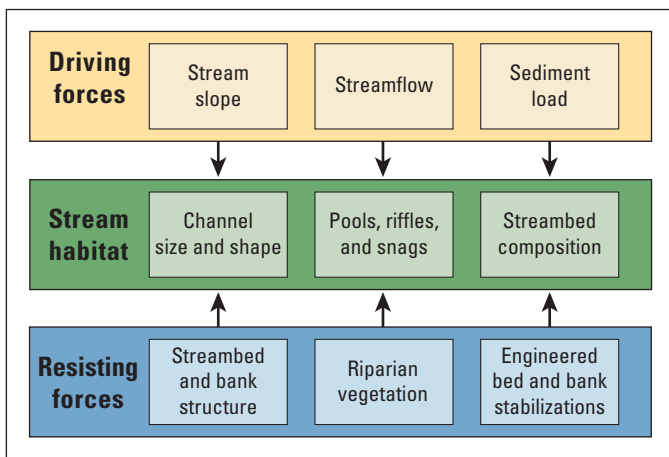 Driving
forces
Stream
slope
Streamflow
Sediment
load
Stream
habitat
Channel
size and shape
Pools, riffles,
and snags
Streambed
composition
Resisting
forces
Streambed
and bank
structure
Riparian
vegetation
Engineered
bed and bank
stabilizations